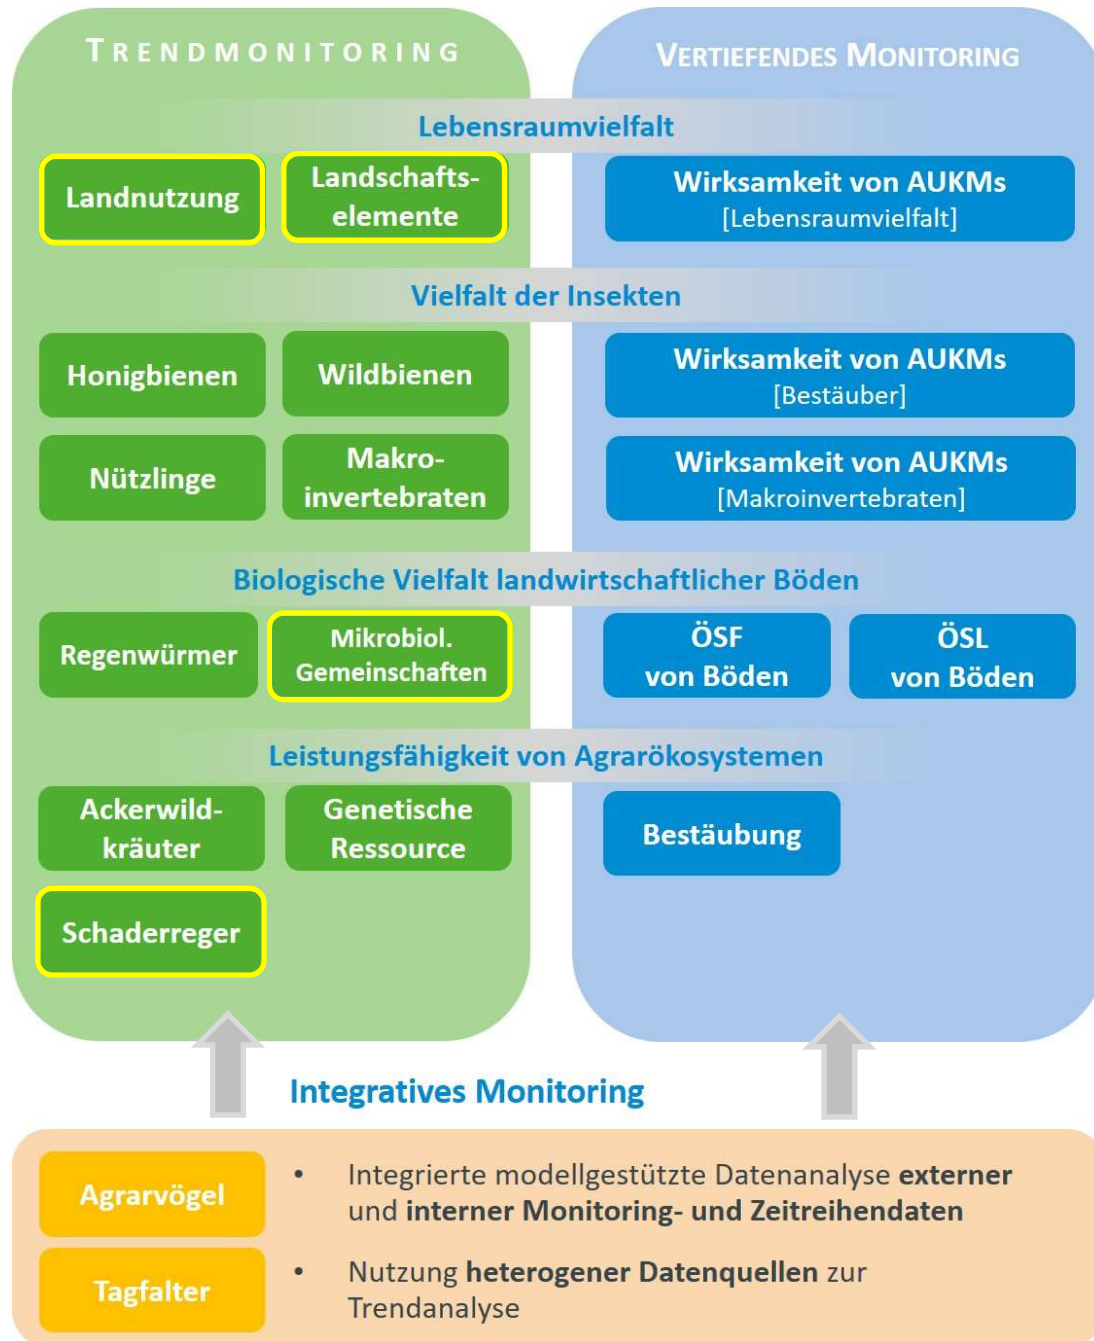 TRENDMONITORING
VERTIEFENDES MONITORING
Lebensraumvielfalt
Landnutzung
Landschafts-
elemente
Wirksamkeit von AUKMs
[Lebensraumvielfalt]
Vielfalt der Insekten
Honigbienen
Wildbienen
Wirksamkeit von AUKMs
[Bestäuber]
Nützlinge
Makro-
invertebraten
Wirksamkeit von AUKMs
[Makroinvertebraten]
Biologische Vielfalt landwirtschaftlicher Böden
Regenwürmer
Mikrobiol.
Gemeinschaften
ÖSF
von Böden
ÖSL
von Böden
Leistungsfähigkeit von Agrarökosystemen
Ackerwild-
kräuter
Genetische
Ressource
Bestäubung
Schaderreger
Integratives Monitoring
Agrarvögel
• Integrierte modellgestützte Datenanalyse externer
und interner Monitoring- und Zeitreihendaten
Tagfalter
• Nutzung heterogener Datenquellen zur
Trendanalyse